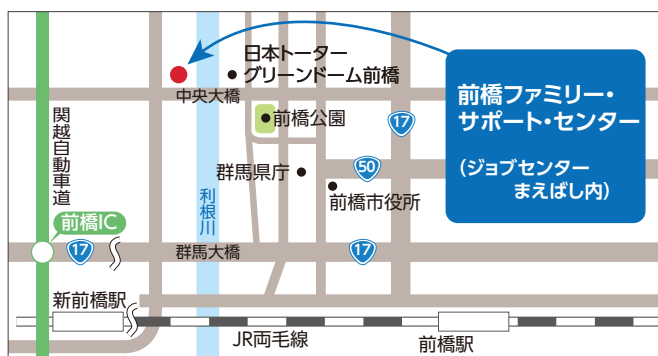 日本トーター
グリーンドーム前橋
中央大橋
前橋ファミリー・
サポート・センター
(ジョブセンター
まえばし内)
関越自動車道
前橋公園
17
50
群馬県庁
前橋市役所
利根川
前橋IC
17
群馬大橋
17
新前橋駅
JR両毛線
前橋駅